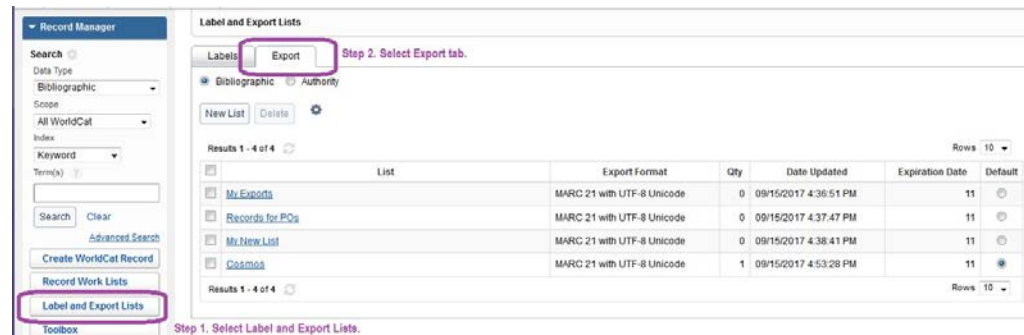 Record Manager
Search
Data Type
Bibliographic
Scope
All WorldCat
Index
Keyword
Term(s) ?
Search Clear
Advanced Search
Create WorldCat Record
Record Work Lists
Label and Export Lists
Toolbox
Step 1. Select Label and Export Lists.
Label and Export Lists
Labels Export Step 2. Select Export tab.
Bibliographic Authority
New List Delete
Results 1 - 4 of 4 Rows 10
List Export Format Qty Date Updated Expiration Date Default
My Exports MARC 21 with UTF-8 Unicode 0 09/15/2017 4:36:51 PM 11
Records for POs MARC 21 with UTF-8 Unicode 0 09/15/2017 4:37:47 PM 11
My New List MARC 21 with UTF-8 Unicode 0 09/15/2017 4:38:41 PM 11
Cosmos MARC 21 with UTF-8 Unicode 1 09/15/2017 4:53:28 PM 11
Results 1 - 4 of 4 Rows 10